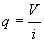 q = V/i